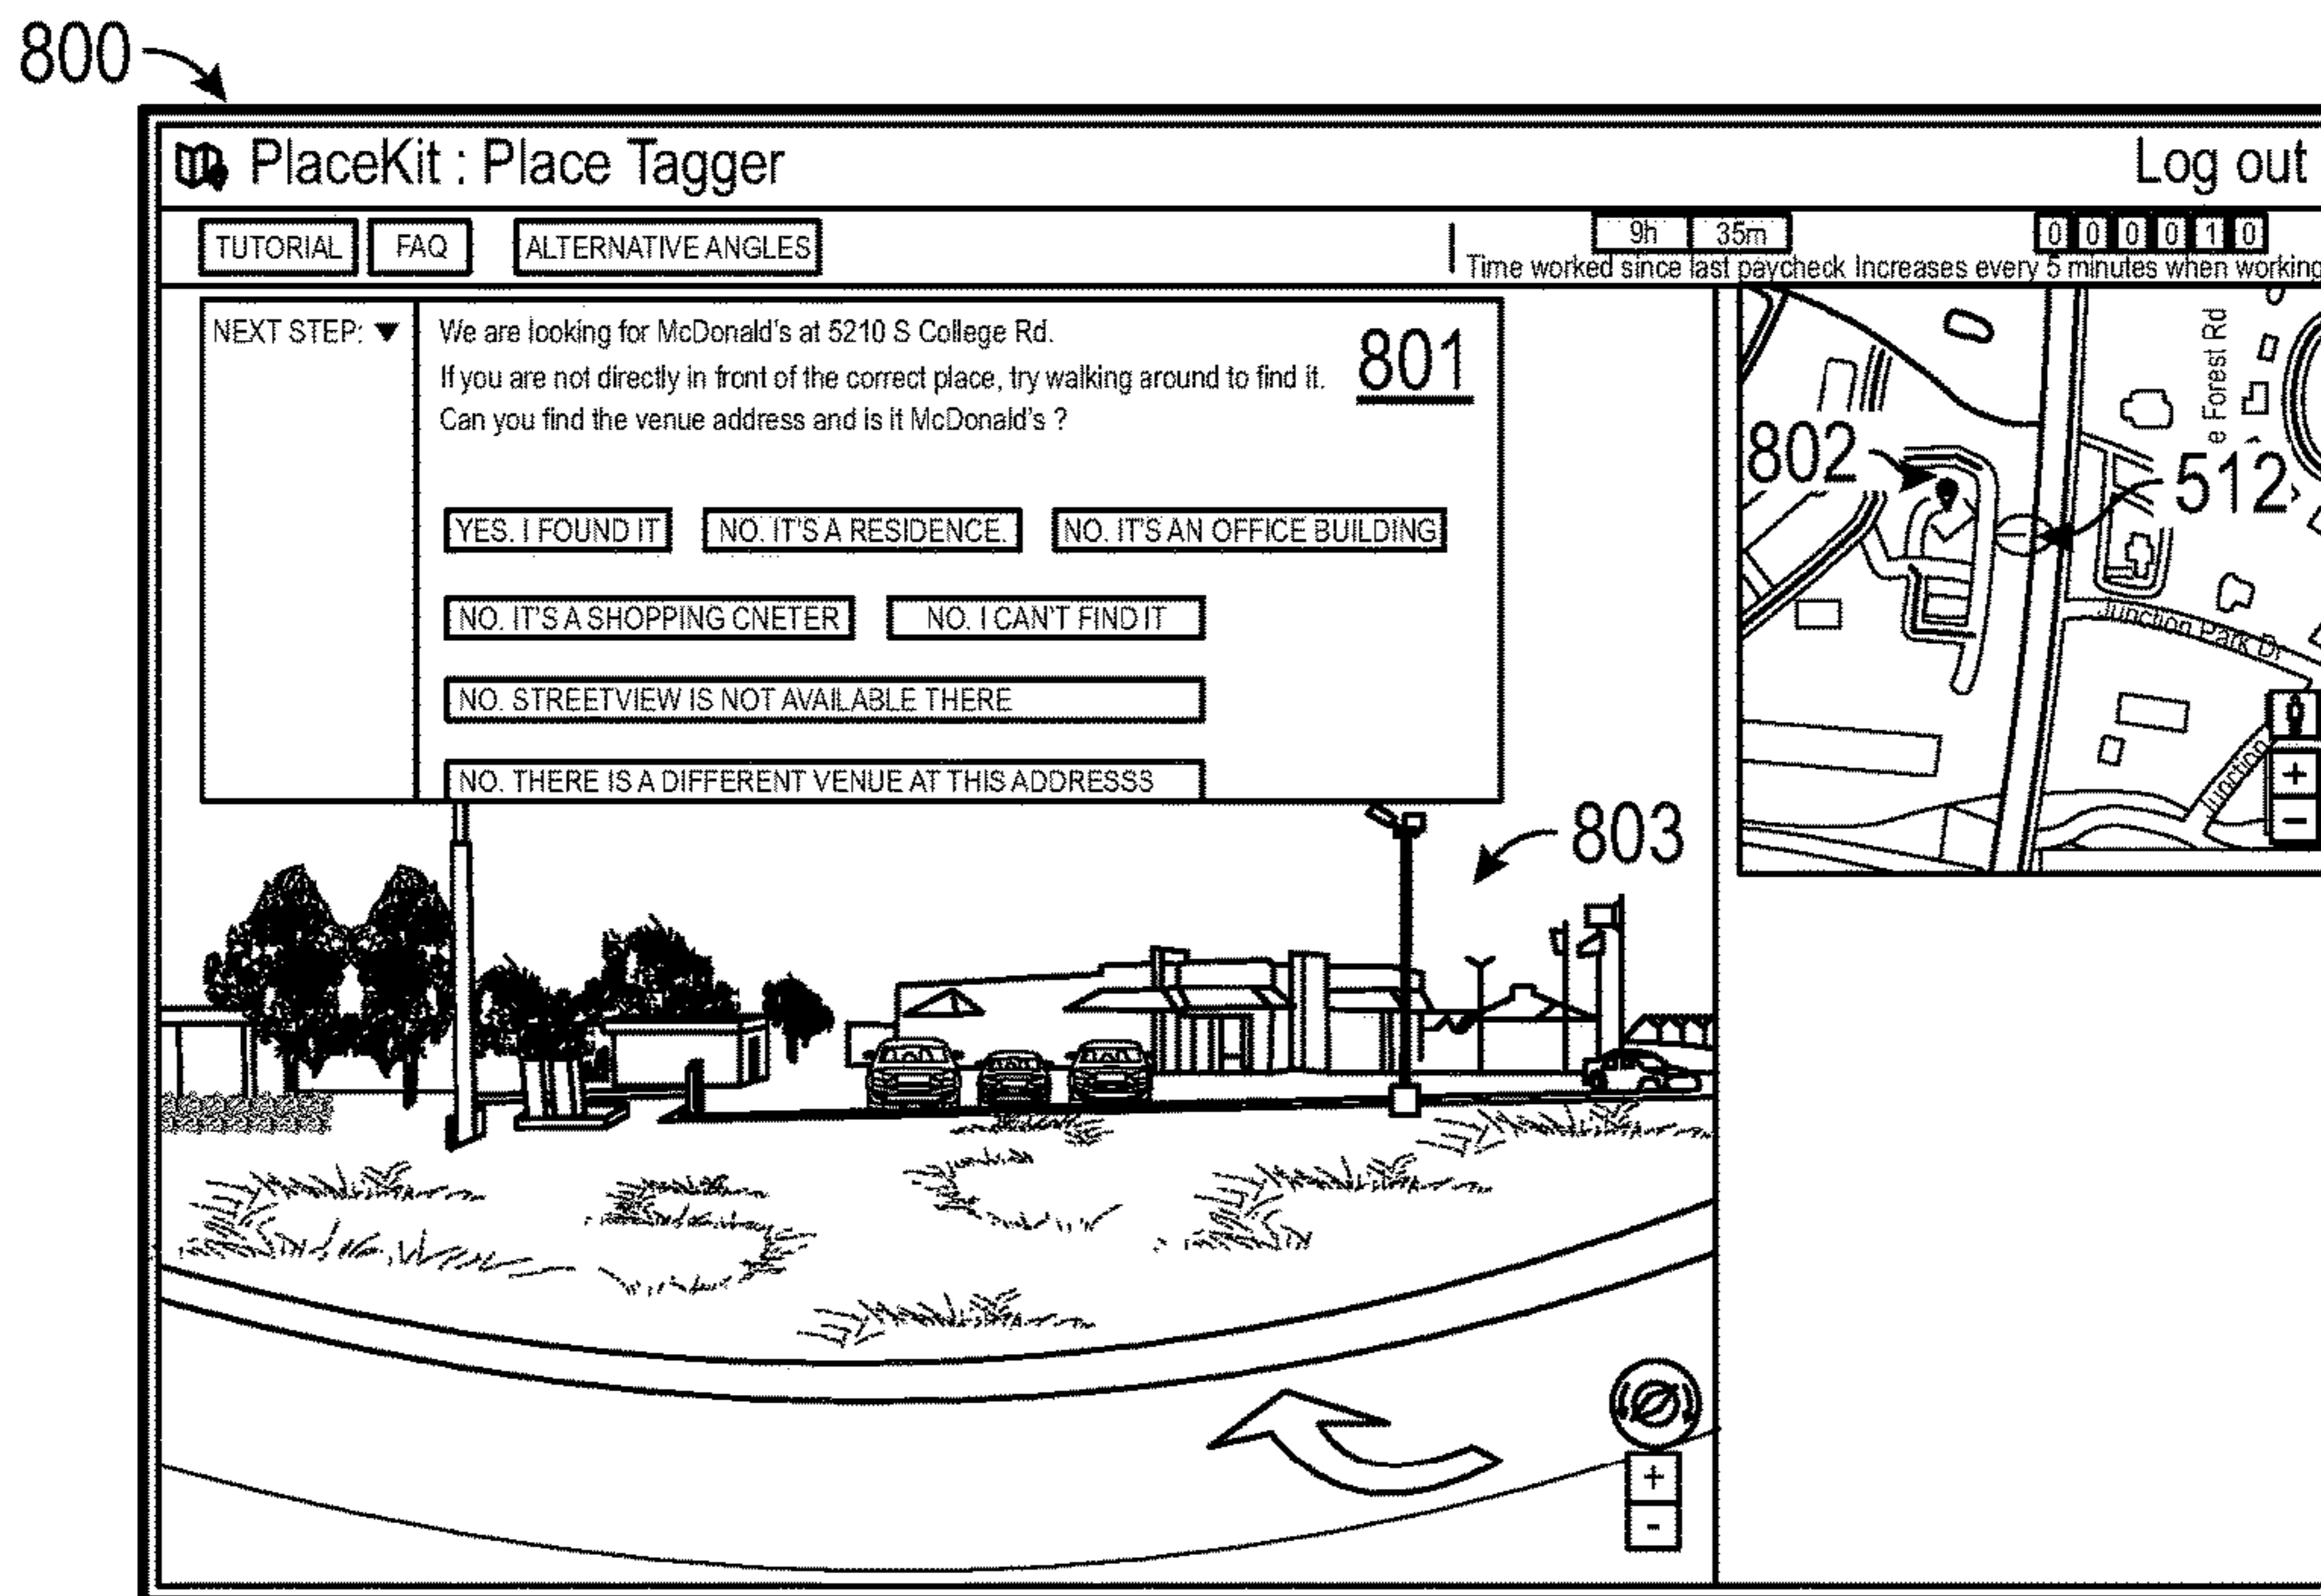 800
PlaceKit : Place Tagger
Log out
TUTORIAL
FAQ
ALTERNATIVE ANGLES
9h
35m
0 0 0 0 1 0
Time worked since last paycheck Increases every 5 minutes when working
NEXT STEP: ▼
We are looking for McDonald's at 5210 S College Rd.
801
If you are not directly in front of the correct place, try walking around to find it.
Can you find the venue address and is it McDonald's ?
YES. I FOUND IT
NO. IT'S A RESIDENCE.
NO. IT'S AN OFFICE BUILDING
NO. IT'S A SHOPPING CNETER
NO. I CAN'T FIND IT
NO. STREETVIEW IS NOT AVAILABLE THERE
NO. THERE IS A DIFFERENT VENUE AT THIS ADDRESSS
e Forest Rd
802
512
Junction Park Dr
Junction
+
-
803
+
-